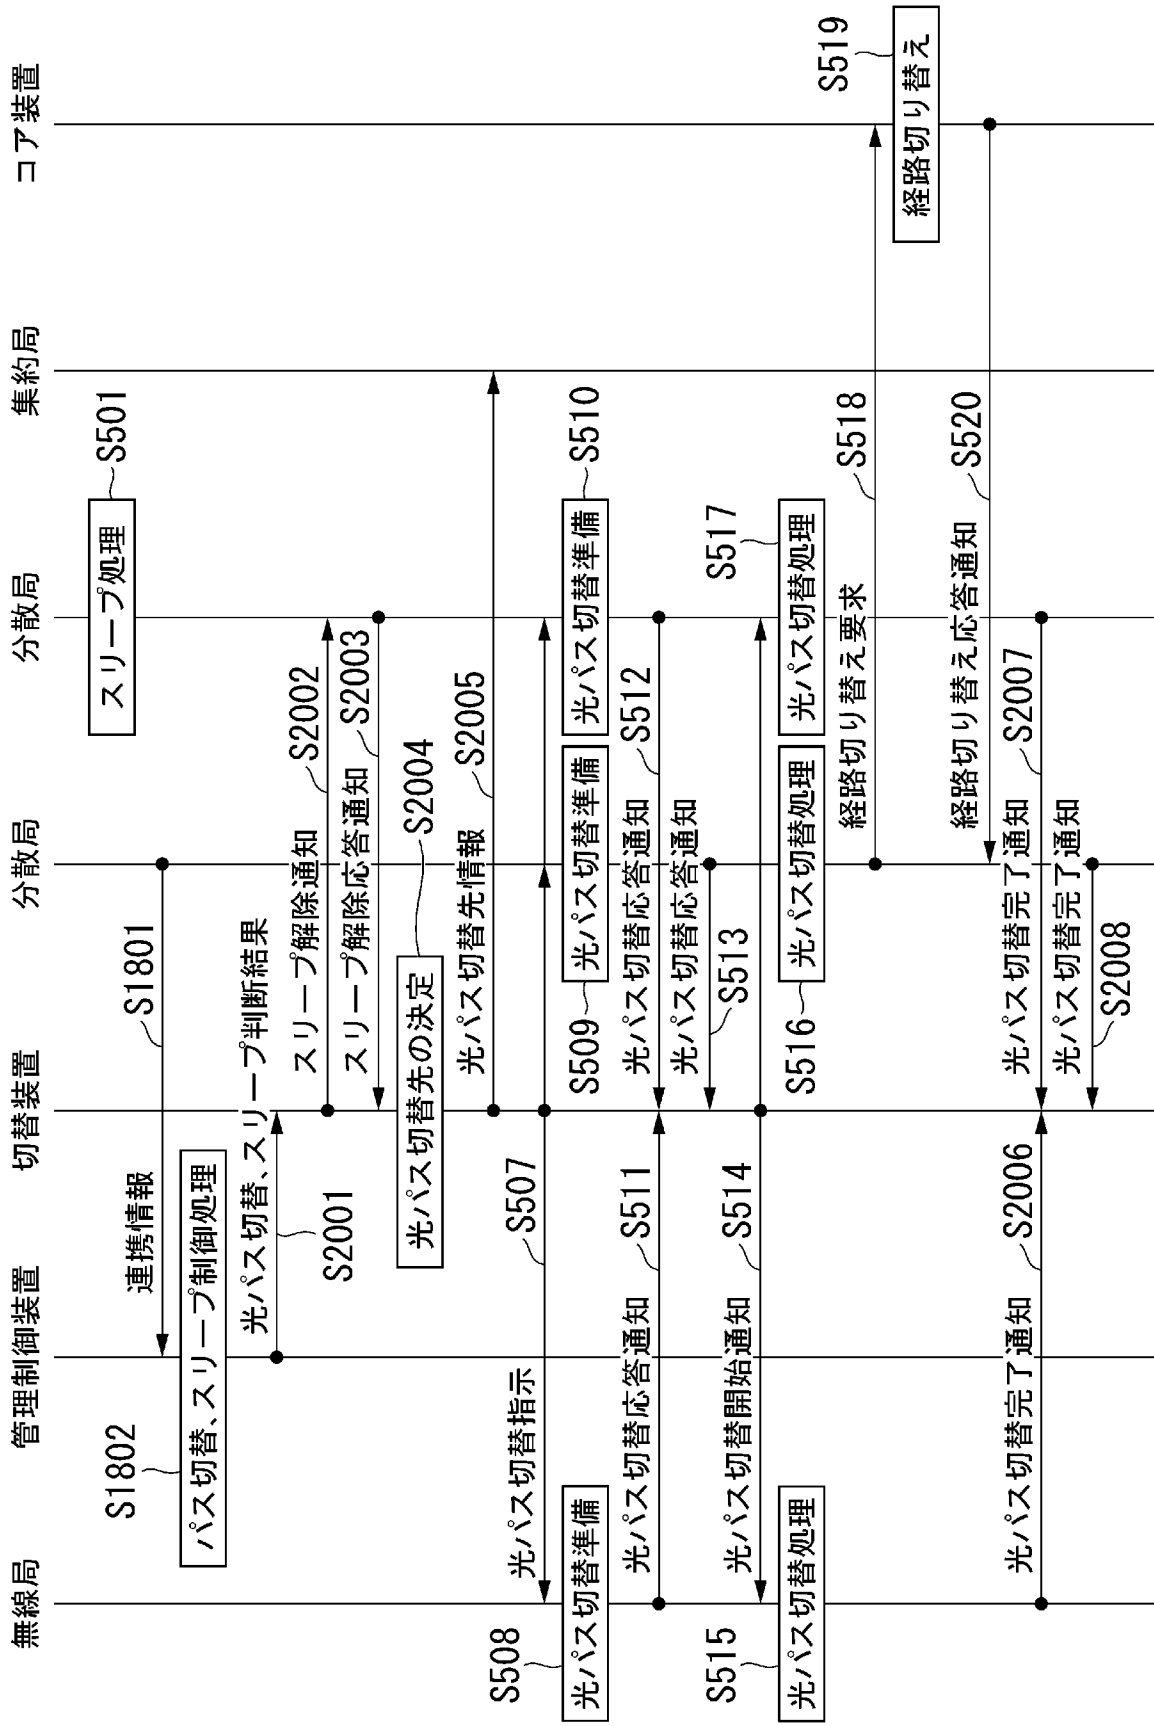 無線局
管理制御装置
切替装置
分散局
分散局
集約局
コア装置
スリープ処理
S501
連携情報
S1801
S1802
パス切替、スリープ制御処理
光パス切替、スリープ判断結果
S2001
スリープ解除通知
S2002
スリープ解除応答通知
S2003
光パス切替先の決定
S2004
光パス切替先情報
S2005
光パス切替指示
S507
S508
光パス切替準備
S509
光パス切替準備
光パス切替準備
S510
光パス切替応答通知
S511
光パス切替応答通知
S512
光パス切替応答通知
S513
光パス切替開始通知
S514
S515
光パス切替処理
S516
光パス切替処理
光パス切替処理
S517
経路切り替え要求
S518
経路切り替え
S519
経路切り替え応答通知
S520
光パス切替完了通知
S2006
光パス切替完了通知
S2007
光パス切替完了通知
S2008